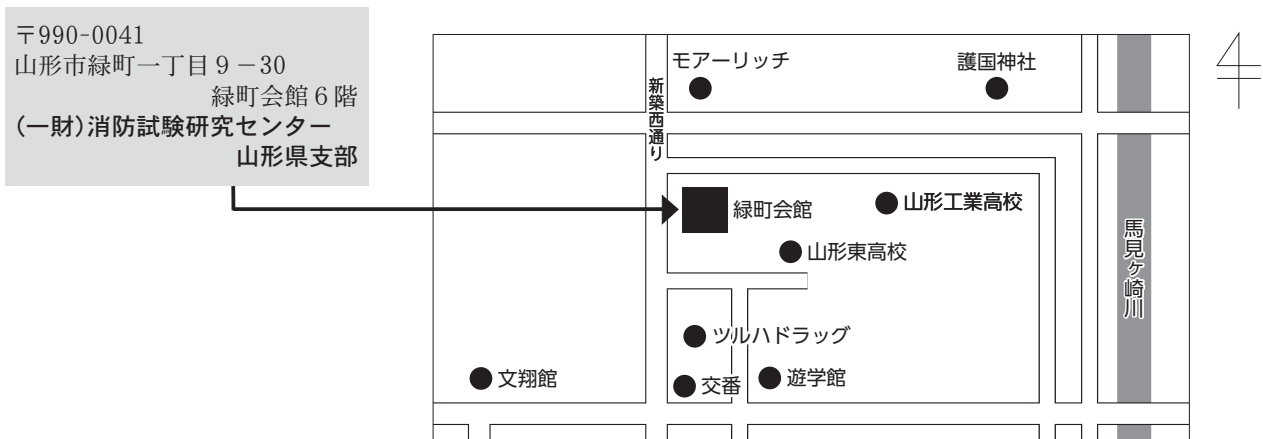 〒990-0041
山形市緑町一丁目９−30
緑町会館６階
(一財)消防試験研究センター
山形県支部
モアーリッチ
護国神社
新築西通り
緑町会館
山形工業高校
山形東高校
馬見ヶ崎川
ツルハドラッグ
文翔館
交番
遊学館